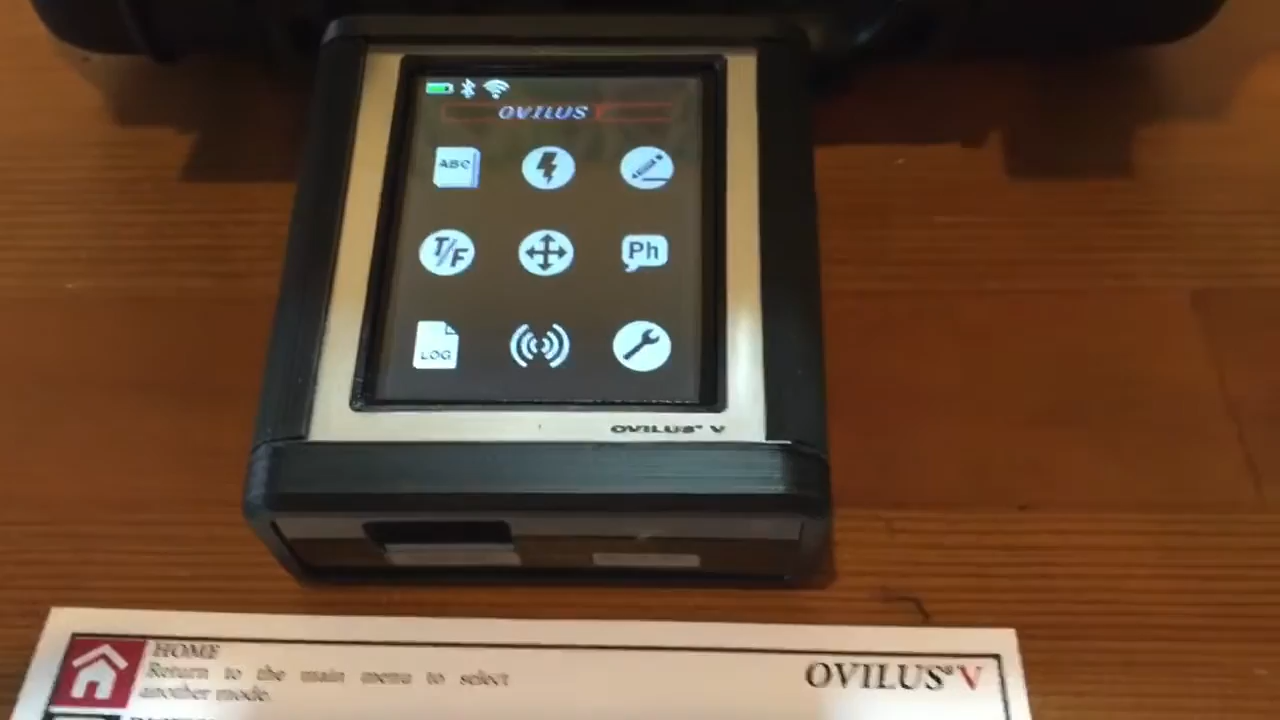 OVILUS V
ABC
T/F
Ph
LOG
OVILUS® V
HOME
Return to the main menu to select
another mode.
OVILUS® V